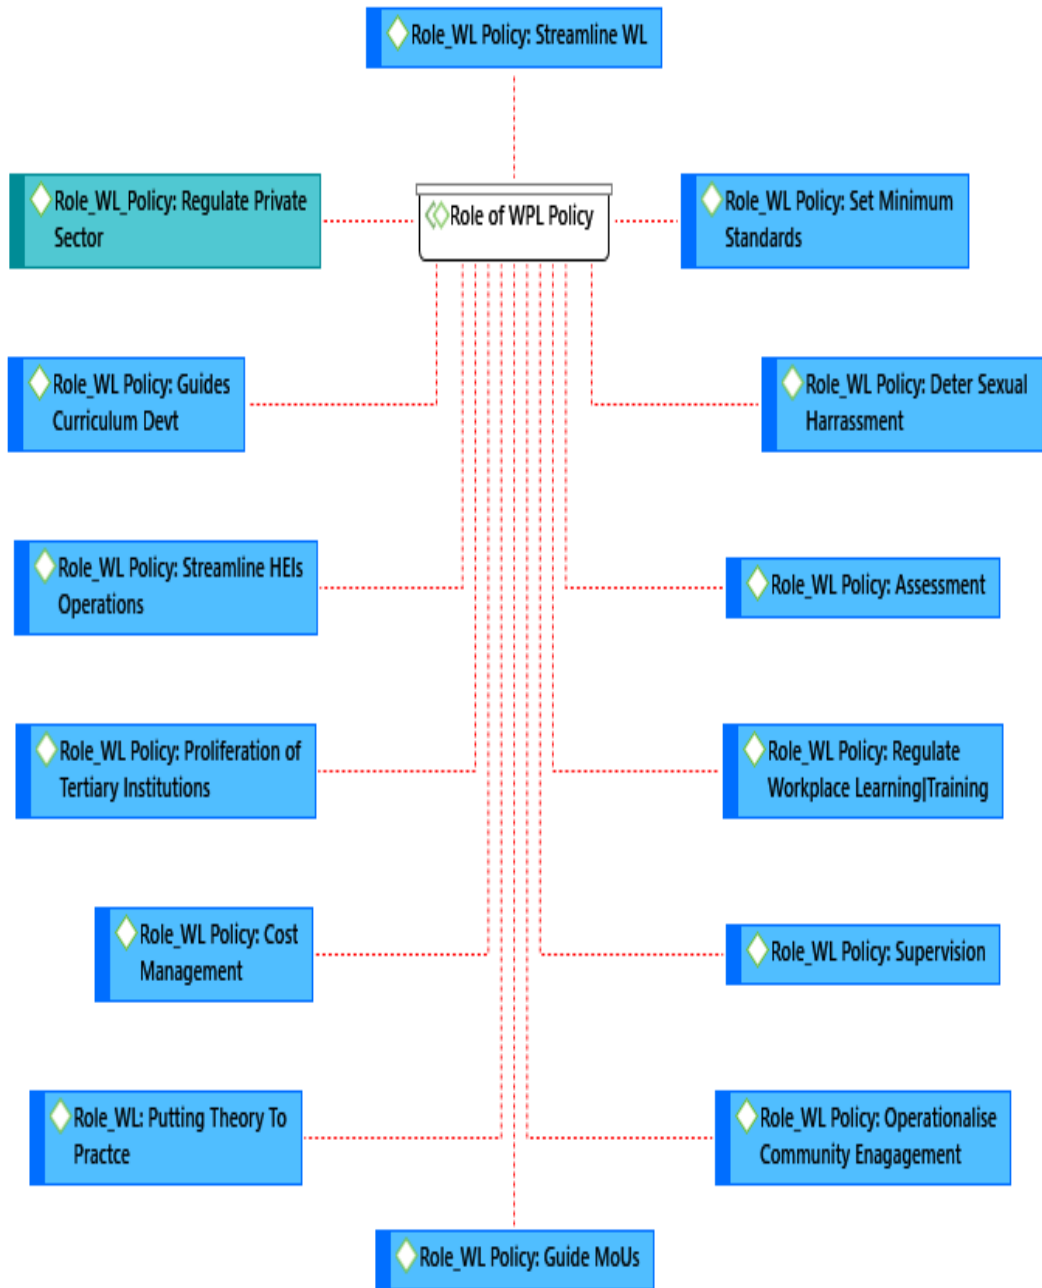 Role_WL Policy: Streamline WL
Role_WL_Policy: Regulate Private
Sector
Role of WPL Policy
Role_WL Policy: Set Minimum
Standards
Role_WL Policy: Guides
Curriculum Devt
Role_WL Policy: Deter Sexual
Harrassment
Role_WL Policy: Streamline HEIs
Operations
Role_WL Policy: Assessment
Role_WL Policy: Proliferation of
Tertiary Institutions
Role_WL Policy: Regulate
Workplace Learning|Training
Role_WL Policy: Cost
Management
Role_WL Policy: Supervision
Role_WL: Putting Theory To
Practce
Role_WL Policy: Operationalise
Community Enagagement
Role_WL Policy: Guide MoUs